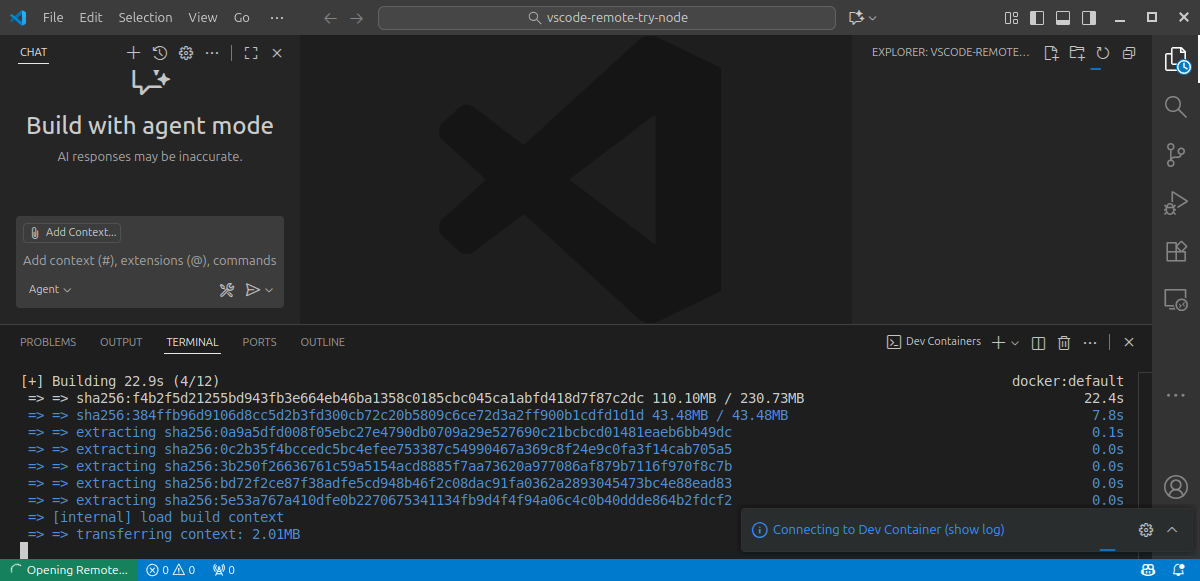 File Edit Selection View Go ...
vscode-remote-try-node
CHAT
Build with agent mode
AI responses may be inaccurate.
Add Context...
Add context (#), extensions (@), commands
Agent
EXPLORER: VSCODE-REMOTE...
PROBLEMS OUTPUT TERMINAL PORTS OUTLINE
Dev Containers
[+] Building 22.9s (4/12) docker:default
=> => sha256:f4b2f5d21255bd943fb3e664eb46ba1358c0185cbc045ca1abfd418d7f87c2dc 110.10MB / 230.73MB 22.4s
=> => sha256:384ffb96d9106d8cc5d2b3fd300cb72c20b5809c6ce72d3a2ff900b1cdfd1d1d 43.48MB / 43.48MB 7.8s
=> => extracting sha256:0a9a5dfd008f05ebc27e4790db0709a29e527690c21bcbcd01481eaeb6bb49dc 0.1s
=> => extracting sha256:0c2b35f4bccedc5bc4efee753387c54990467a369c8f24e9c0fa3f14cab705a5 0.0s
=> => extracting sha256:3b250f26636761c59a5154acd8885f7aa73620a977086af879b7116f970f8c7b 0.0s
=> => extracting sha256:bd72f2ce87f38adfe5cd948b46f2c08dac91fa0362a2893045473bc4e88ead83 0.0s
=> => extracting sha256:5e53a767a410dfe0b2270675341134fb9d4f4f94a06c4c0b40ddde864b2fdcf2 0.0s
=> [internal] load build context
=> => transferring context: 2.01MB
Connecting to Dev Container (show log)
Opening Remote... 0 0 0